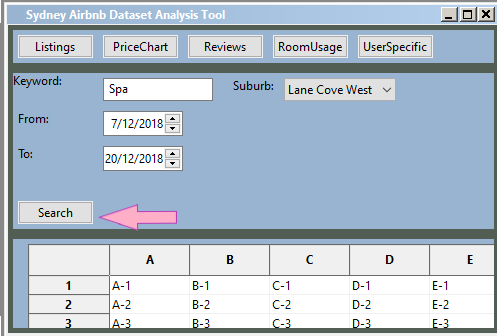 Sydney Airbnb Dataset Analysis Tool
Listings PriceChart Reviews RoomUsage UserSpecific
Keyword: Spa Suburb: Lane Cove West
From: 7/12/2018
To: 20/12/2018
Search
A B C D E
1 A-1 B-1 C-1 D-1 E-1
2 A-2 B-2 C-2 D-2 E-2
3 A-3 B-3 C-3 D-3 E-3